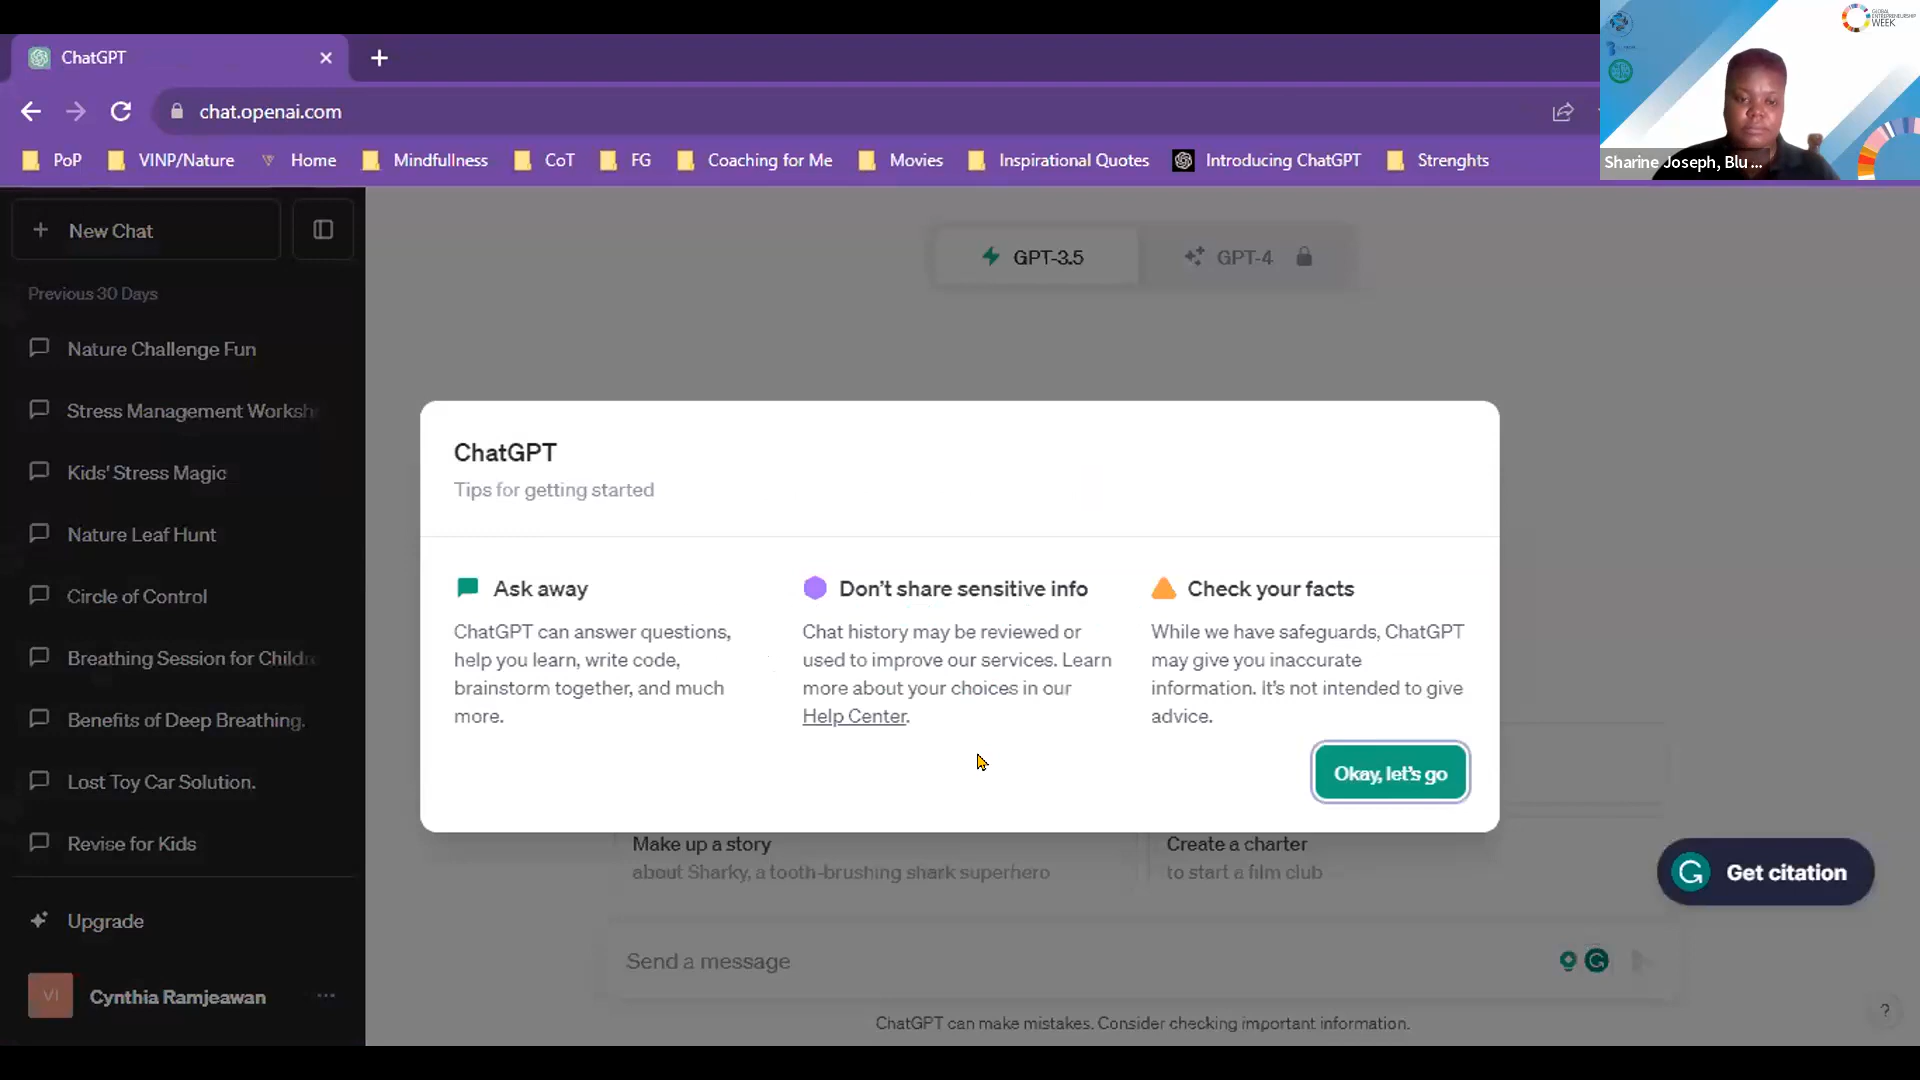 ChatGPT
chat.openai.com
PoP
VINP/Nature
Home
Mindfullness
CoT
FG
Coaching for Me
Movies
Inspirational Quotes
Introducing ChatGPT
Strenghts
GLOBAL
ENTREPRENEURSHIP
WEEK
Sharine Joseph, Blu ...
New Chat
Previous 30 Days
Nature Challenge Fun
Stress Management Worksh
Kids' Stress Magic
Nature Leaf Hunt
Circle of Control
Breathing Session for Childre
Benefits of Deep Breathing.
Lost Toy Car Solution.
Revise for Kids
Upgrade
VI
Cynthia Ramjeawan
GPT-3.5
GPT-4
ChatGPT
Tips for getting started
Ask away
ChatGPT can answer questions,
help you learn, write code,
brainstorm together, and much
more.
Don't share sensitive info
Chat history may be reviewed or
used to improve our services. Learn
more about your choices in our
Help Center.
Check your facts
While we have safeguards, ChatGPT
may give you inaccurate
information. It's not intended to give
advice.
Okay, let's go
Make up a story
about Sharky, a tooth-brushing shark superhero
Create a charter
to start a film club
Get citation
Send a message
ChatGPT can make mistakes. Consider checking important information.
?